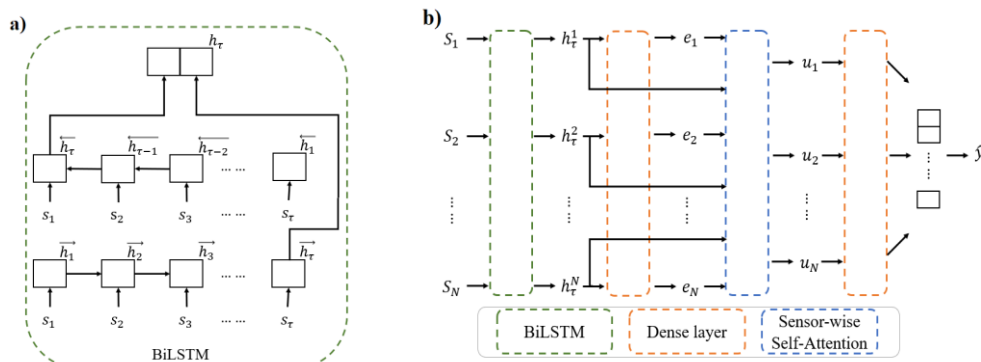 a)
h_τ
←h_τ ←h_{τ−1} ←h_{τ−2} ←h_1
... ...
s_1 s_2 s_3 ... ... s_τ
→h_1 →h_2 →h_3 →h_τ
... ...
s_1 s_2 s_3 ... ... s_τ
BiLSTM
b)
S_1 h_τ^1 e_1
u_1
S_2 h_τ^2 e_2
u_2 ŷ
S_N h_τ^N e_N
u_N
BiLSTM Dense layer Sensor-wise
Self-Attention